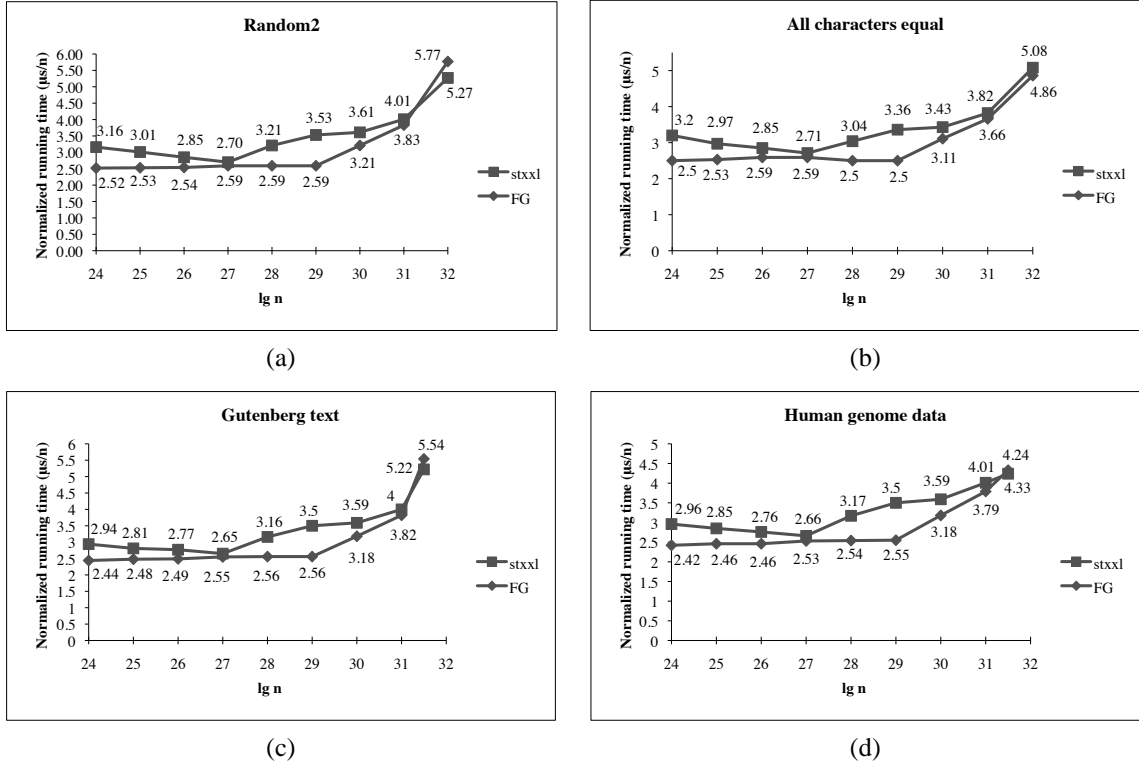 Random2
Normalized running time (µs/n)
6.00
5.50
5.00
4.50
4.00
3.50
3.00
2.50
2.00
1.50
1.00
0.50
0.00
3.16 3.01 2.85 2.70 3.21 3.53 3.61 4.01 5.27
2.52 2.53 2.54 2.59 2.59 2.59 3.21 3.83 5.77
24 25 26 27 28 29 30 31 32
lg n
stxxl
FG
(a)
All characters equal
Normalized running time (µs/n)
5
4
3
2
1
0
3.2 2.97 2.85 2.71 3.04 3.36 3.43 3.82 5.08
2.5 2.53 2.59 2.59 2.5 2.5 3.11 3.66 4.86
24 25 26 27 28 29 30 31 32
lg n
stxxl
FG
(b)
Gutenberg text
Normalized running time (µs/n)
6
5.5
5
4.5
4
3.5
3
2.5
2
1.5
1
0.5
0
2.94 2.81 2.77 2.65 3.16 3.5 3.59 4 5.22
2.44 2.48 2.49 2.55 2.56 2.56 3.18 3.82 5.54
24 25 26 27 28 29 30 31 32
lg n
stxxl
FG
(c)
Human genome data
Normalized running time (µs/n)
5
4.5
4
3.5
3
2.5
2
1.5
1
0.5
0
2.96 2.85 2.76 2.66 3.17 3.5 3.59 4.01 4.24
2.42 2.46 2.46 2.53 2.54 2.55 3.18 3.79 4.33
24 25 26 27 28 29 30 31 32
lg n
stxxl
FG
(d)